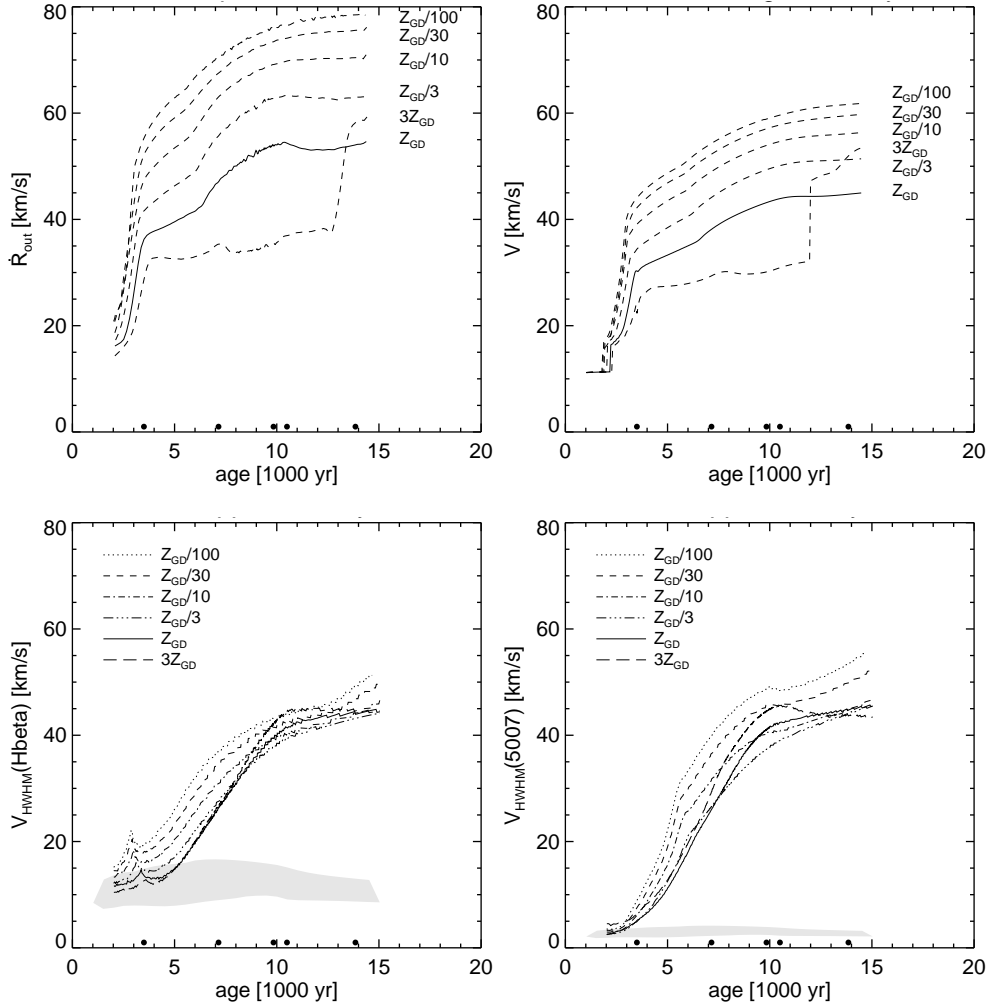 80
60
40
20
0
Ṙout [km/s]
Z_GD/100
Z_GD/30
Z_GD/10
Z_GD/3
3Z_GD
Z_GD
0 5 10 15 20
age [1000 yr]
80
60
40
20
0
V [km/s]
Z_GD/100
Z_GD/30
Z_GD/10
3Z_GD
Z_GD/3
Z_GD
0 5 10 15 20
age [1000 yr]
80
60
40
20
0
V_HWHM(Hbeta) [km/s]
Z_GD/100
Z_GD/30
Z_GD/10
Z_GD/3
Z_GD
3Z_GD
0 5 10 15 20
age [1000 yr]
80
60
40
20
0
V_HWHM(5007) [km/s]
Z_GD/100
Z_GD/30
Z_GD/10
Z_GD/3
Z_GD
3Z_GD
0 5 10 15 20
age [1000 yr]